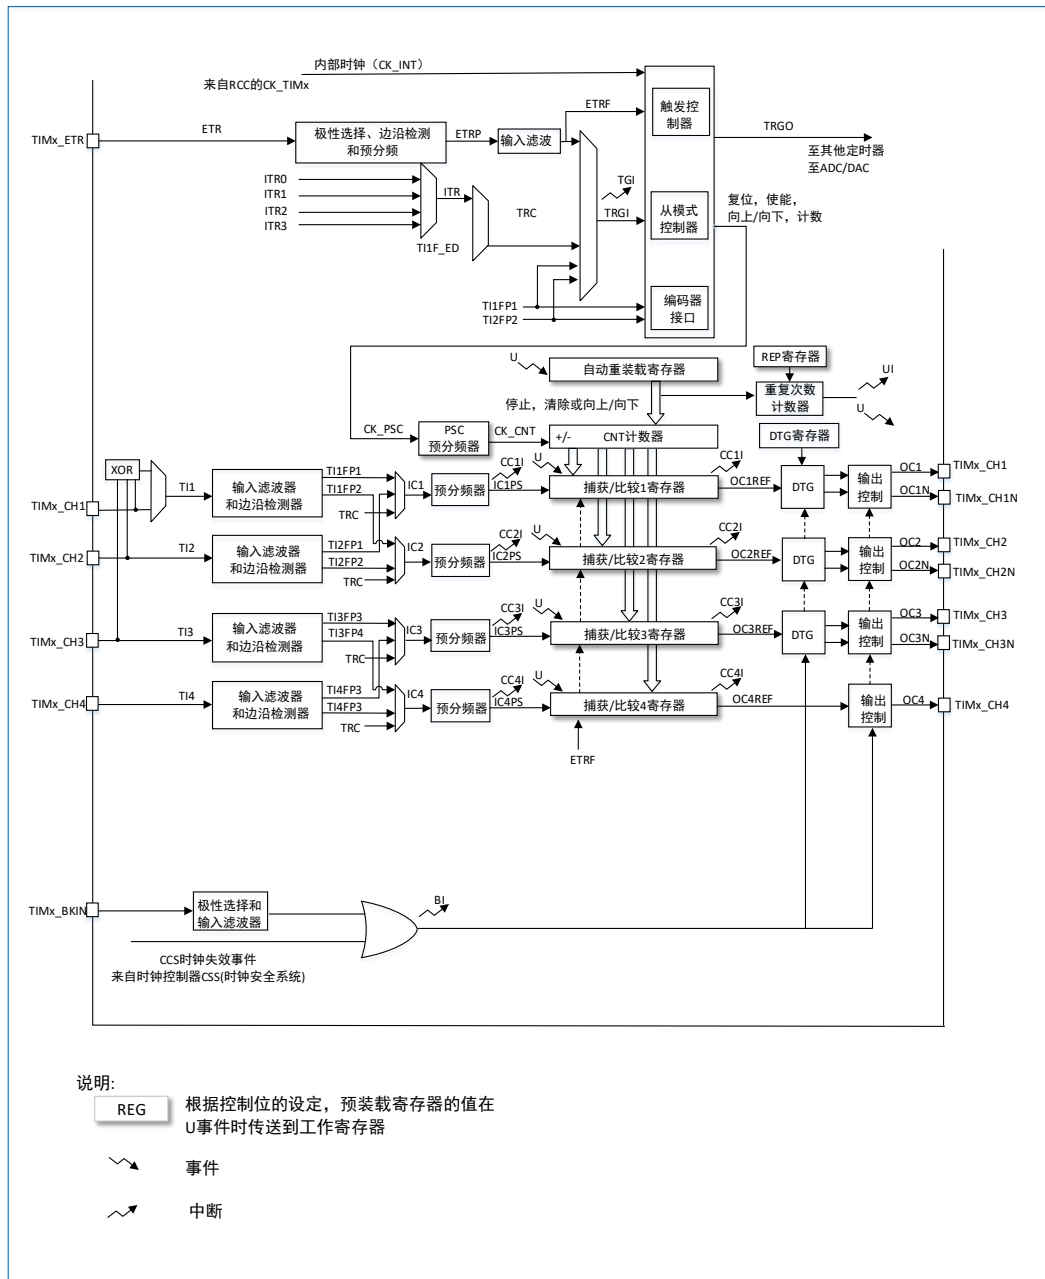 内部时钟（CK_INT）
来自RCC的CK_TIMx
TIMx_ETR
ETR
极性选择、边沿检测
和预分频
ETRP
输入滤波
ETRF
触发控
制器
TRGO
至其他定时器
至ADC/DAC
ITR0
ITR1
ITR2
ITR3
ITR
TI1F_ED
TRC
TGI
TRGI
从模式
控制器
复位，使能，
向上/向下，计数
TI1FP1
TI2FP2
编码器
接口
U
自动重装载寄存器
REP寄存器
重复次数
计数器
UI
U
停止，清除或向上/向下
CK_PSC
PSC
预分频器
CK_CNT
+/-
CNT计数器
DTG寄存器
XOR
TIMx_CH1
TI1
输入滤波器
和边沿检测器
TI1FP1
TI1FP2
TRC
IC1
预分频器
CC1I
IC1PS
U
捕获/比较1寄存器
CC1I
OC1REF
DTG
输出
控制
OC1
OC1N
TIMx_CH1
TIMx_CH1N
TIMx_CH2
TI2
输入滤波器
和边沿检测器
TI2FP1
TI2FP2
TRC
IC2
预分频器
CC2I
IC2PS
U
捕获/比较2寄存器
CC2I
OC2REF
DTG
输出
控制
OC2
OC2N
TIMx_CH2
TIMx_CH2N
TIMx_CH3
TI3
输入滤波器
和边沿检测器
TI3FP3
TI3FP4
TRC
IC3
预分频器
CC3I
IC3PS
U
捕获/比较3寄存器
CC3I
OC3REF
DTG
输出
控制
OC3
OC3N
TIMx_CH3
TIMx_CH3N
TIMx_CH4
TI4
输入滤波器
和边沿检测器
TI4FP3
TI4FP3
TRC
IC4
预分频器
CC4I
IC4PS
U
捕获/比较4寄存器
CC4I
OC4REF
输出
控制
OC4
TIMx_CH4
ETRF
TIMx_BKIN
极性选择和
输入滤波器
BI
CCS时钟失效事件
来自时钟控制器CSS(时钟安全系统)
说明:
REG
根据控制位的设定，预装载寄存器的值在
U事件时传送到工作寄存器
事件
中断